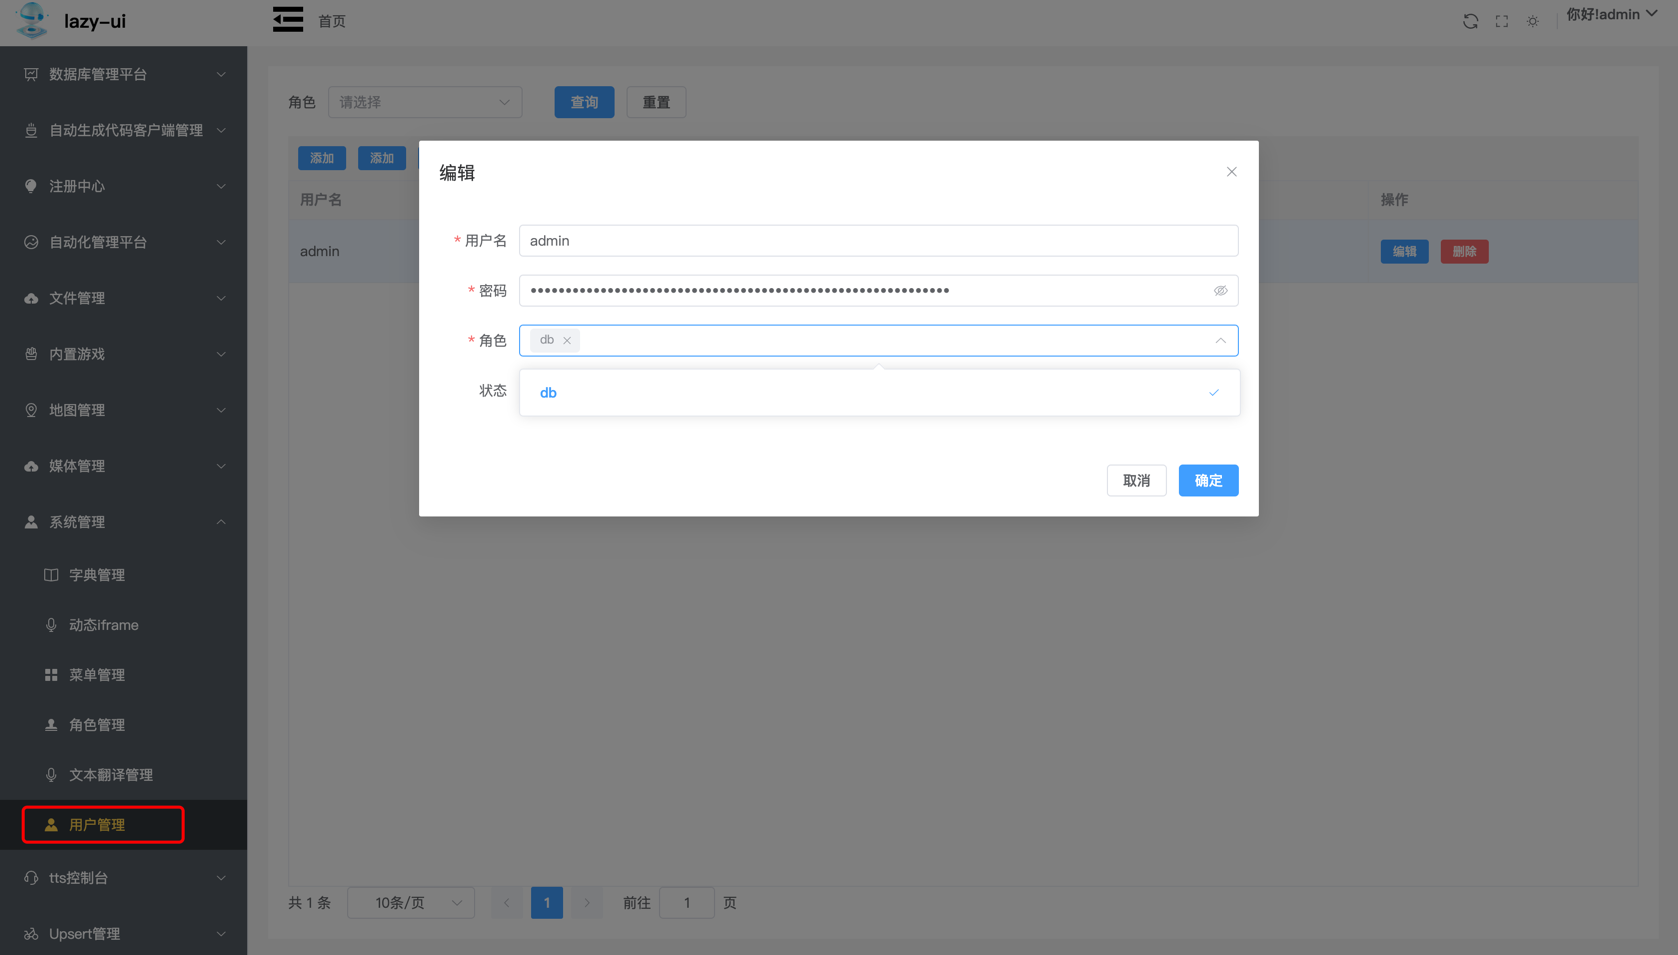 lazy-ui
首页
你好!admin
数据库管理平台
自动生成代码客户端管理
注册中心
自动化管理平台
文件管理
内置游戏
地图管理
媒体管理
系统管理
字典管理
动态iframe
菜单管理
角色管理
文本翻译管理
用户管理
tts控制台
Upsert管理
角色 请选择 查询 重置
添加 添加
用户名 操作
admin 编辑 删除
编辑
* 用户名 admin
* 密码 ••••••••••••••••••••••••••••••••••••••••••••••••••••••••••••
* 角色 db
状态
db
取消 确定
共 1 条 10条/页 1 前往 1 页